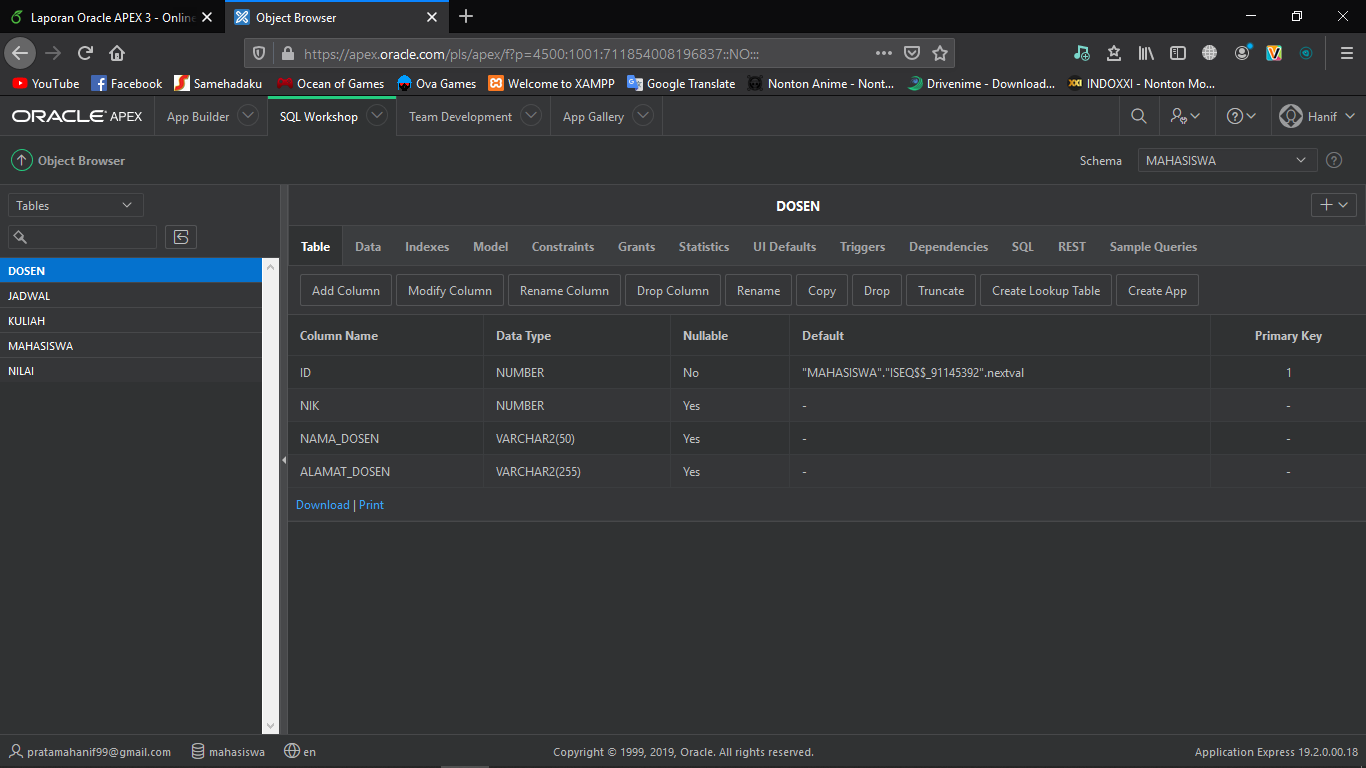 Laporan Oracle APEX 3 - Online
Object Browser
https://apex.oracle.com/pls/apex/f?p=4500:1001:711854008196837::NO:::
YouTube Facebook Samehadaku Ocean of Games Ova Games Welcome to XAMPP Google Translate Nonton Anime - Nont... Drivenime - Download... INDOXXI - Nonton Mo...
ORACLE APEX App Builder SQL Workshop Team Development App Gallery Hanif
Object Browser Schema MAHASISWA
Tables
DOSEN
JADWAL
KULIAH
MAHASISWA
NILAI
DOSEN
Table Data Indexes Model Constraints Grants Statistics UI Defaults Triggers Dependencies SQL REST Sample Queries
Add Column Modify Column Rename Column Drop Column Rename Copy Drop Truncate Create Lookup Table Create App
Column Name Data Type Nullable Default Primary Key
ID NUMBER No "MAHASISWA"."ISEQ$$_91145392".nextval 1
NIK NUMBER Yes - -
NAMA_DOSEN VARCHAR2(50) Yes - -
ALAMAT_DOSEN VARCHAR2(255) Yes - -
Download | Print
pratamahanif99@gmail.com mahasiswa en Copyright © 1999, 2019, Oracle. All rights reserved. Application Express 19.2.0.00.18